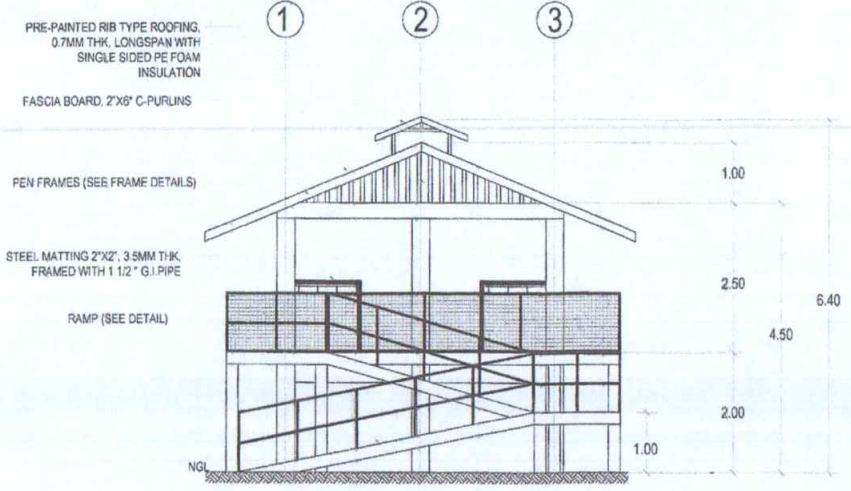 1
2
3
PRE-PAINTED RIB TYPE ROOFING,
0.7MM THK, LONGSPAN WITH
SINGLE SIDED PE FOAM
INSULATION
FASCIA BOARD, 2"X6" C-PURLINS
PEN FRAMES (SEE FRAME DETAILS)
STEEL MATTING 2"X2", 3.5MM THK,
FRAMED WITH 1 1/2" G.I.PIPE
RAMP (SEE DETAIL)
NGL
1.00
2.50
6.40
4.50
2.00
1.00